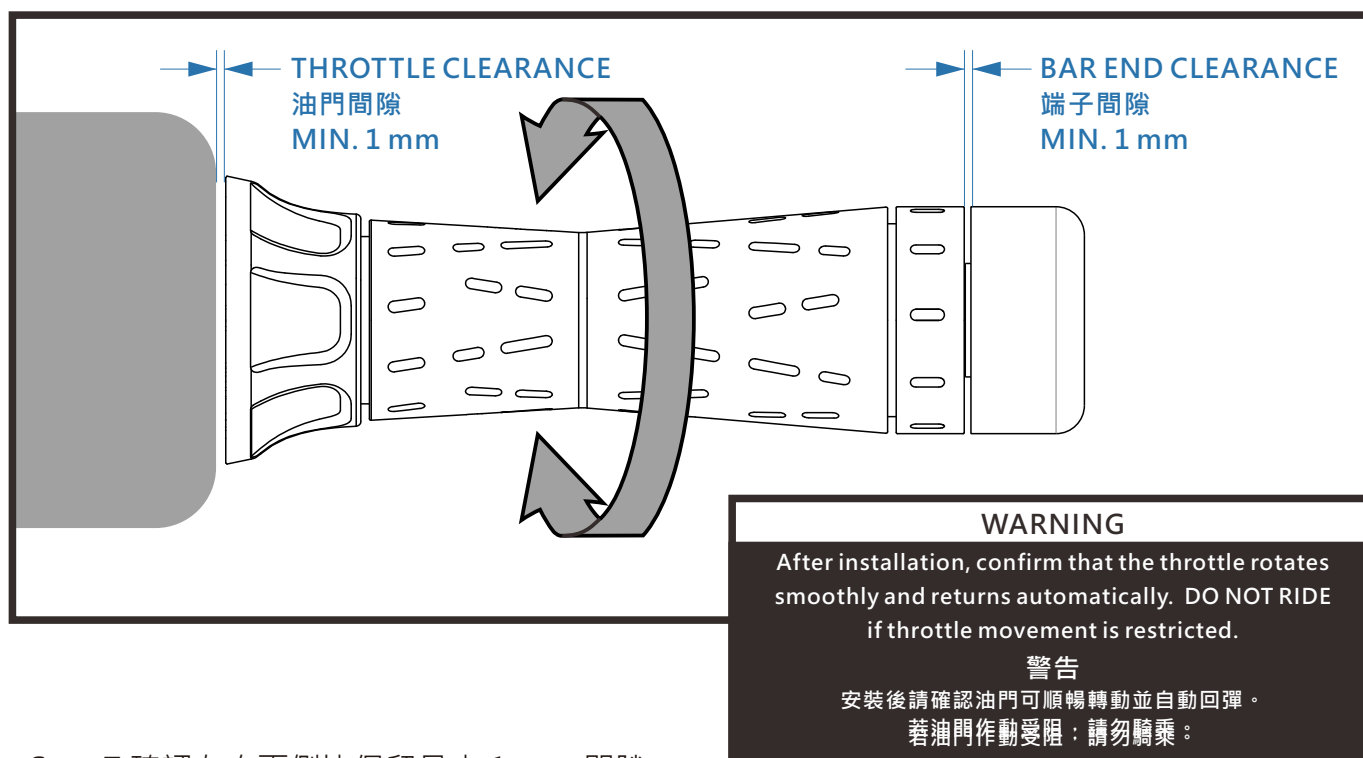 THROTTLE CLEARANCE
油門間隙
MIN. 1 mm
BAR END CLEARANCE
端子間隙
MIN. 1 mm
WARNING
After installation, confirm that the throttle rotates
smoothly and returns automatically. DO NOT RIDE
if throttle movement is restricted.
警告
安裝後請確認油門可順暢轉動並自動回彈。
若油門作動受阻，請勿騎乘。